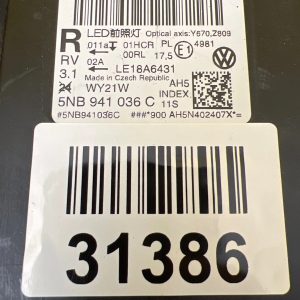 LED前照灯 Optical axis:Y670,Z809
R .011a 01HCR PL 4981
RV 00RL 17,5 E1
3.1 02A LE18A6431
Made in Czech Republic AH5
WY21W INDEX
5NB 941 036 C 11S
#5NB941036C ###*900 AH5N402407X*=
31386